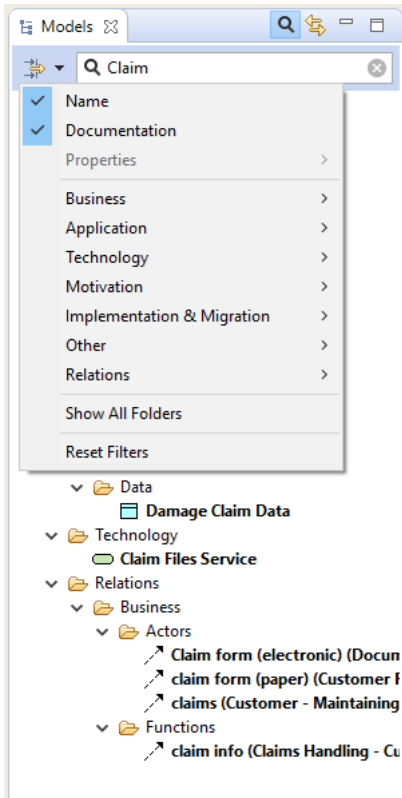 Models
Claim
Name
Documentation
Properties
Business
Application
Technology
Motivation
Implementation & Migration
Other
Relations
Show All Folders
Reset Filters
Data
Damage Claim Data
Technology
Claim Files Service
Relations
Business
Actors
Claim form (electronic) (Docum
claim form (paper) (Customer
claims (Customer - Maintaining
Functions
claim info (Claims Handling - Cu